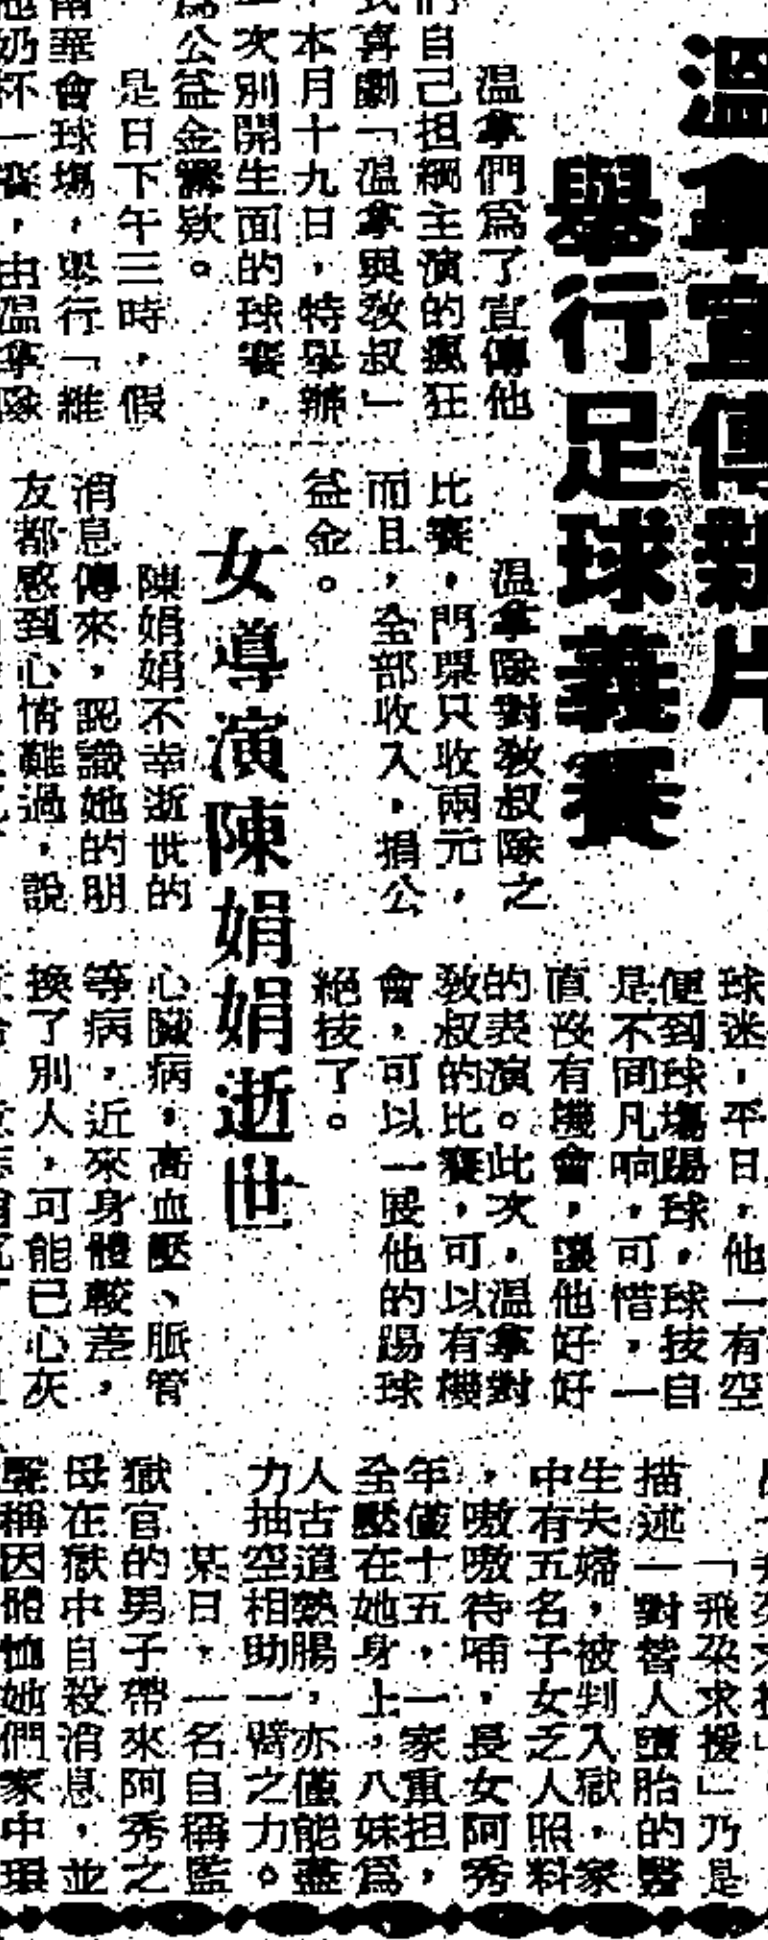 溫拿宣傳新片
舉行足球義賽
溫拿們爲了宣傳他
們自己担綱主演的瘋狂
式喜劇「溫拿與教叔」
,本月十九日,特舉辦
一次別開生面的球賽,
爲公益金籌欵。
是日下午三時,假
南華會球塲,舉行「維
他奶杯」賽,由溫拿隊
溫拿隊對教叔隊之
比賽,門票只收兩元,
而且,全部收入,捐公
益金。
球迷,平日,他一有空
便到球塲踢球,球技自
是不同凡响,可惜,一
直沒有機會,讓他好好
的表演。此次,溫拿對
教叔的比賽,可以有機
會,可以一展他的踢球
絕技了。
女導演陳娟娟逝世
陳娟娟不幸逝世的
消息傳來,認識她的朋
友都感到心情難過,說
心臟病,高血壓、脈管
等病,近來身體較差,
換了別人,可能已心灰
「飛朶求援」乃是
描述一對替人墮胎的醫
生夫婦,被判入獄,家
中有五名子女乏人照料
,嗷嗷待哺,長女阿秀
年僅十五,一家重担,
全壓在她身上,八妹爲
人古道熱腸,亦僅能盡
力抽空相助一臂之力。
某日,一名自稱監
獄官的男子帶來阿秀之
母在獄中自殺消息,並
聲稱因體恤她們家中環